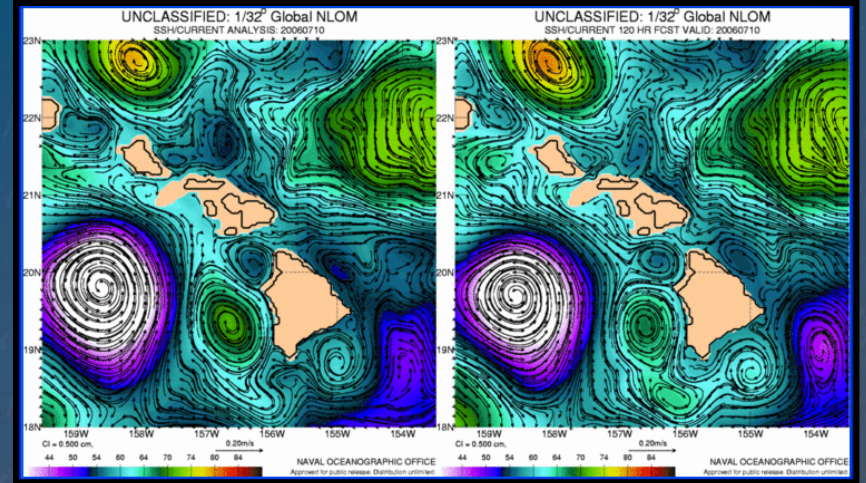 UNCLASSIFIED: 1/32° Global NLOM
SSH/CURRENT ANALYSIS: 20060710
23N
22N
21N
20N
19N
18N
159W 158W 157W 156W 155W 154W
CI = 0.500 cm,
0.20m/s
44 50 54 60 64 70 74 80 84
NAVAL OCEANOGRAPHIC OFFICE
Approved for public release. Distribution unlimited.
UNCLASSIFIED: 1/32° Global NLOM
SSH/CURRENT 120 HR FCST VALID: 20060710
23N
22N
21N
20N
19N
18N
159W 158W 157W 156W 155W 154W
CI = 0.500 cm,
0.20m/s
44 50 54 60 64 70 74 80 84
NAVAL OCEANOGRAPHIC OFFICE
Approved for public release. Distribution unlimited.